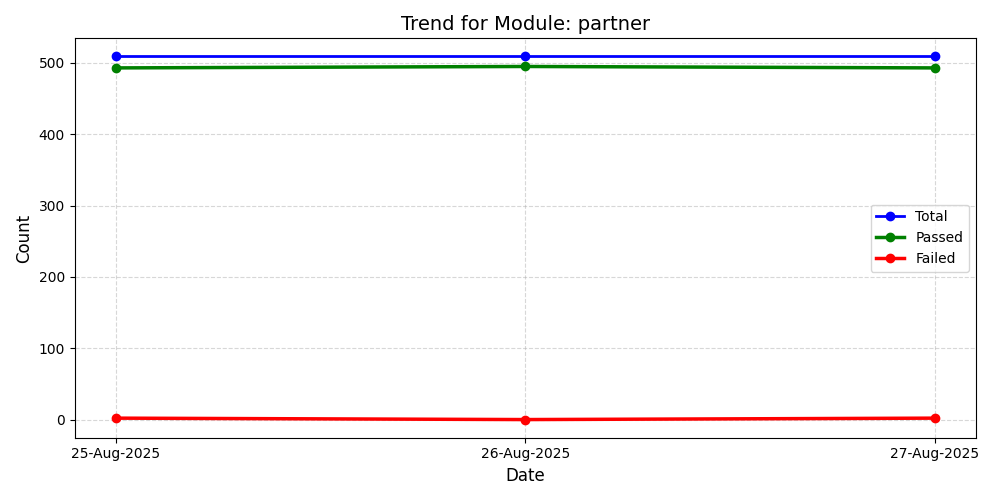 Trend for Module: partner
Count
500
400
300
200
100
0
Total
Passed
Failed
25-Aug-2025
26-Aug-2025
27-Aug-2025
Date